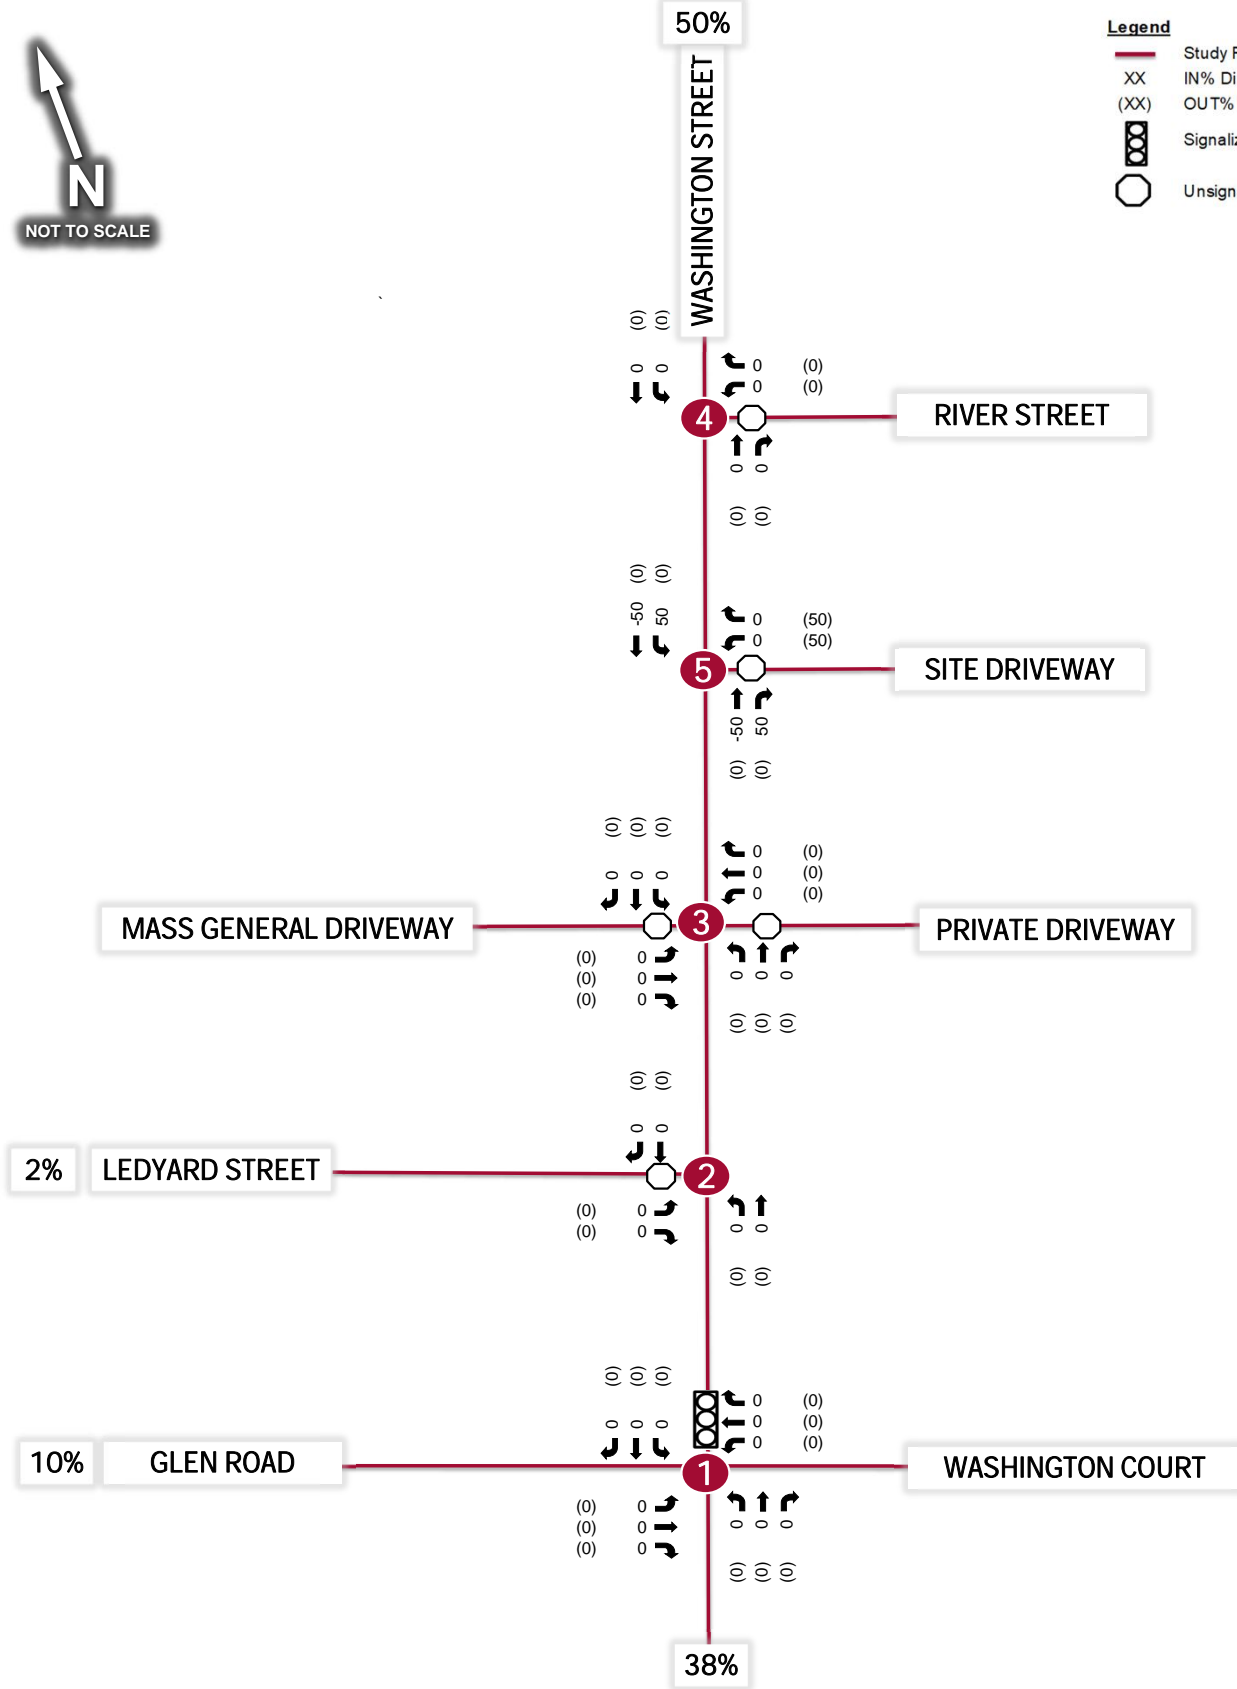 50%
Legend
Study R
XX IN% Di
(XX) OUT%
Signaliz
Unsign
N
NOT TO SCALE
WASHINGTON STREET
(0) (0)
0 0
0 (0)
0 (0)
4
RIVER STREET
0 0
(0) (0)
(0) (0)
-50 50
0 (50)
0 (50)
5
SITE DRIVEWAY
-50 50
(0) (0)
(0) (0) (0)
0 0 0
0 (0)
0 (0)
0 (0)
MASS GENERAL DRIVEWAY
3
PRIVATE DRIVEWAY
(0) 0
(0) 0
(0) 0
0 0 0
(0) (0) (0)
(0) (0)
0 0
2%
LEDYARD STREET
2
(0) 0
(0) 0
0 0
(0) (0)
(0) (0) (0)
0 0 0
0 (0)
0 (0)
0 (0)
10%
GLEN ROAD
1
WASHINGTON COURT
(0) 0
(0) 0
(0) 0
0 0 0
(0) (0) (0)
38%